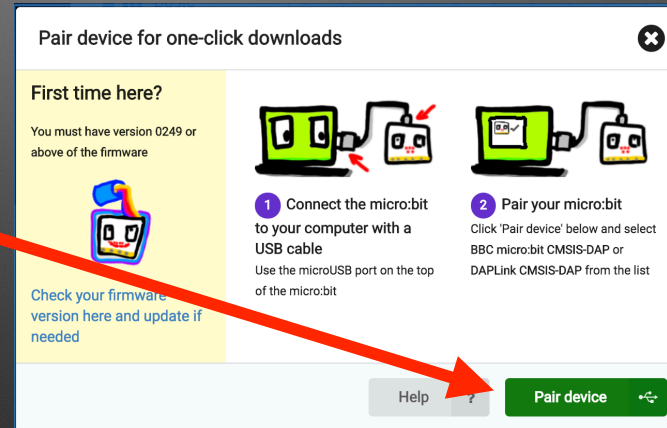 Pair device for one-click downloads
First time here?
You must have version 0249 or
above of the firmware
Check your firmware
version here and update if
needed
1 Connect the micro:bit
to your computer with a
USB cable
Use the microUSB port on the top
of the micro:bit
2 Pair your micro:bit
Click 'Pair device' below and select
BBC micro:bit CMSIS-DAP or
DAPLink CMSIS-DAP from the list
Help ?
Pair device